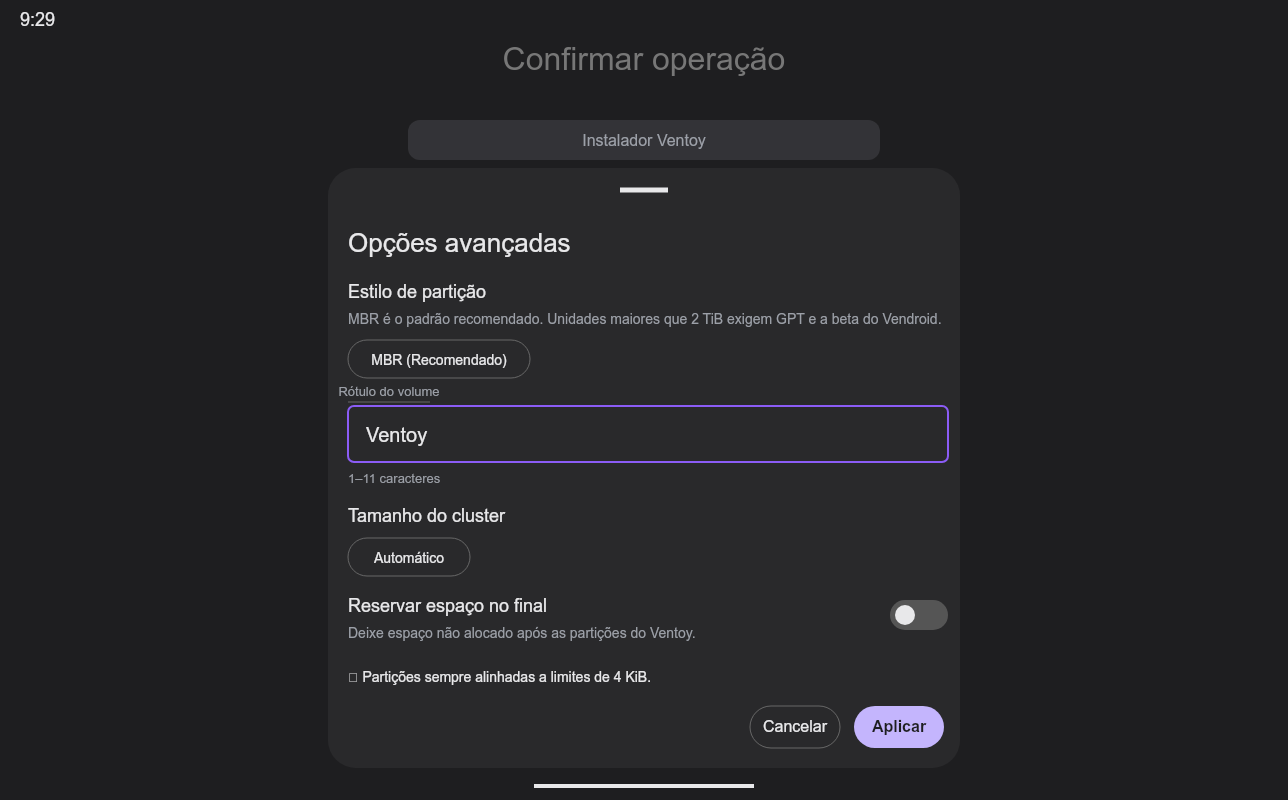 9:29
Confirmar operação
Instalador Ventoy
Opções avançadas
Estilo de partição
MBR é o padrão recomendado. Unidades maiores que 2 TiB exigem GPT e a beta do Vendroid.
MBR (Recomendado)
Rótulo do volume
Ventoy
1–11 caracteres
Tamanho do cluster
Automático
Reservar espaço no final
Deixe espaço não alocado após as partições do Ventoy.
Partições sempre alinhadas a limites de 4 KiB.
Cancelar
Aplicar